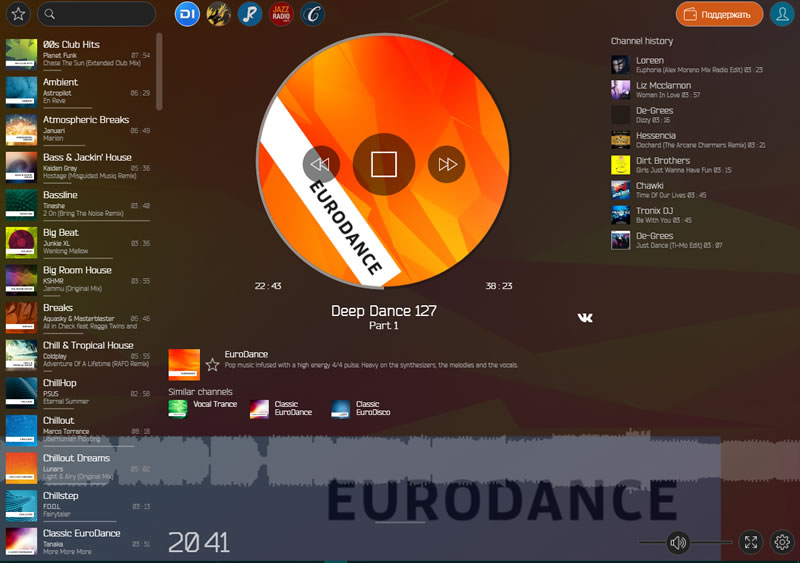 DI
JAZZ
RADIO
Поддержать
00s Club Hits
Planet Funk 07:54
Chase The Sun (Extended Club Mix)
Ambient
Astropilot 06:29
En Reve
Atmospheric Breaks
Januari 06:49
Marion
Bass & Jackin' House
Kaiden Gray 05:36
Hostage (Misguided Musiq Remix)
Bassline
Tinashe 03:40
2 On (Bring The Noise Remix)
Big Beat
Junkie XL 03:36
Wanlong Mellow
Big Room House
KSHMR 03:55
Jammu (Original Mix)
Breaks
Aquasky & Masterblaster 06:46
All in Check feat Ragga Twins and
Chill & Tropical House
Coldplay 05:55
Adventure Of A Lifetime (RAFO Remix)
ChillHop
P.SUS 02:58
Eternal Summer
Chillout
Marco Torrance 08:18
Ubermorgen Floating
Chillout Dreams
Lunars 05:02
Light & Airy (Original Mix)
Chillstep
F.O.O.L 03:13
Fairytaler
Classic EuroDance
Tanaka 03:51
More More More
EURODANCE
22:43
38:23
Deep Dance 127
Part 1
EuroDance
Pop music infused with a high energy 4/4 pulse. Heavy on the synthesizers, the melodies and the vocals.
Similar channels
Vocal Trance
Classic
EuroDance
Classic
EuroDisco
Channel history
Loreen
Euphoria (Alex Moreno Mix Radio Edit) 03:23
Liz Mcclarnon
Woman In Love 03:57
De-Grees
Dizzy 03:16
Hessencia
Clochard (The Arcane Charmers Remix) 03:21
Dirt Brothers
Girls Just Wanna Have Fun 03:15
Chawki
Time Of Our Lives 03:45
Tronix DJ
Be With You 03:45
De-Grees
Just Dance (Ti-Mo Edit) 03:07
EURODANCE
20 41